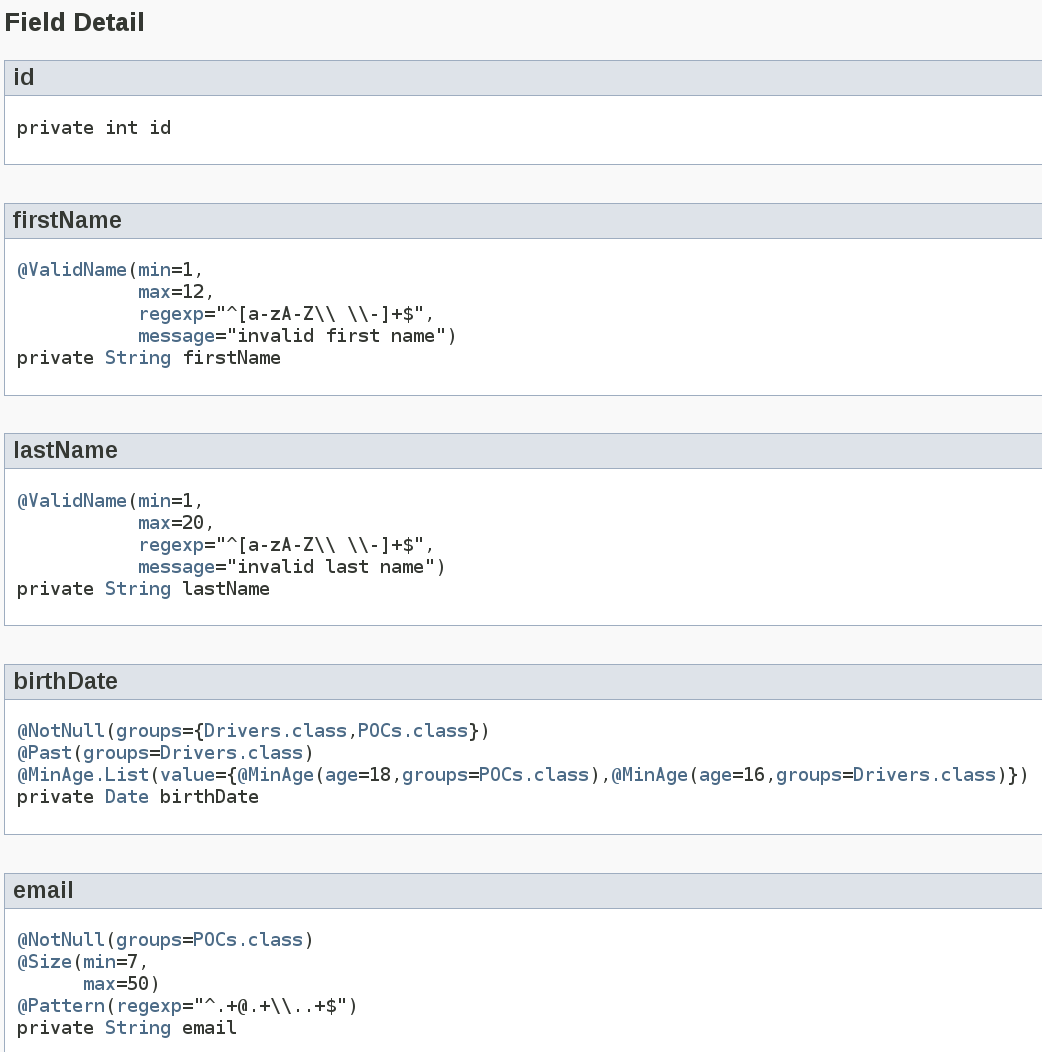 Field Detail
id
private int id
firstName
@ValidName(min=1,
max=12,
regexp="^[a-zA-Z\\ \\-]+$",
message="invalid first name")
private String firstName
lastName
@ValidName(min=1,
max=20,
regexp="^[a-zA-Z\\ \\-]+$",
message="invalid last name")
private String lastName
birthDate
@NotNull(groups={Drivers.class,POCs.class})
@Past(groups=Drivers.class)
@MinAge.List(value={@MinAge(age=18,groups=POCs.class),@MinAge(age=16,groups=Drivers.class)})
private Date birthDate
email
@NotNull(groups=POCs.class)
@Size(min=7,
max=50)
@Pattern(regexp="^.+@.+\\..+$")
private String email